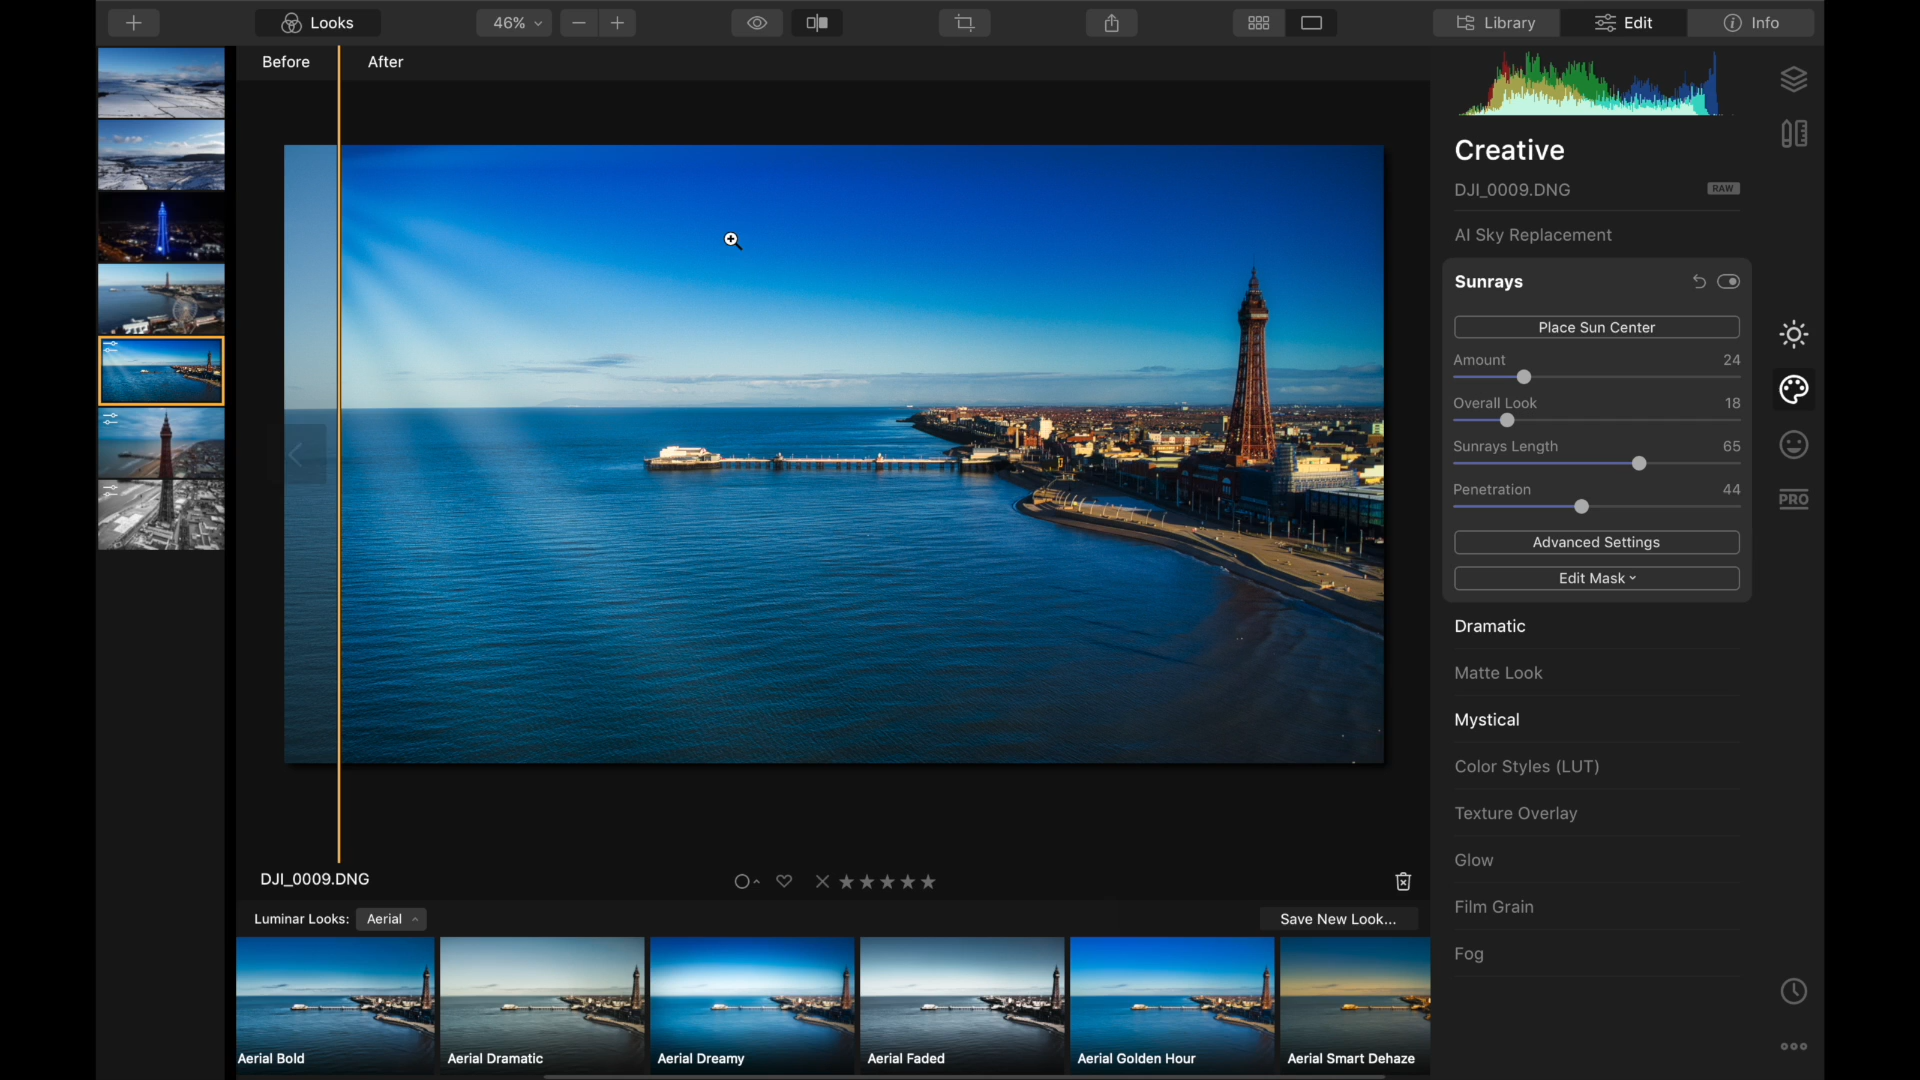 Looks
46%
Library
Edit
Info
Before
After
Creative
DJI_0009.DNG
RAW
AI Sky Replacement
Sunrays
Place Sun Center
Amount
24
Overall Look
18
Sunrays Length
65
Penetration
44
Advanced Settings
Edit Mask
PRO
Dramatic
Matte Look
Mystical
Color Styles (LUT)
Texture Overlay
Glow
Film Grain
Fog
DJI_0009.DNG
Luminar Looks:
Aerial
Save New Look...
Aerial Bold
Aerial Dramatic
Aerial Dreamy
Aerial Faded
Aerial Golden Hour
Aerial Smart Dehaze